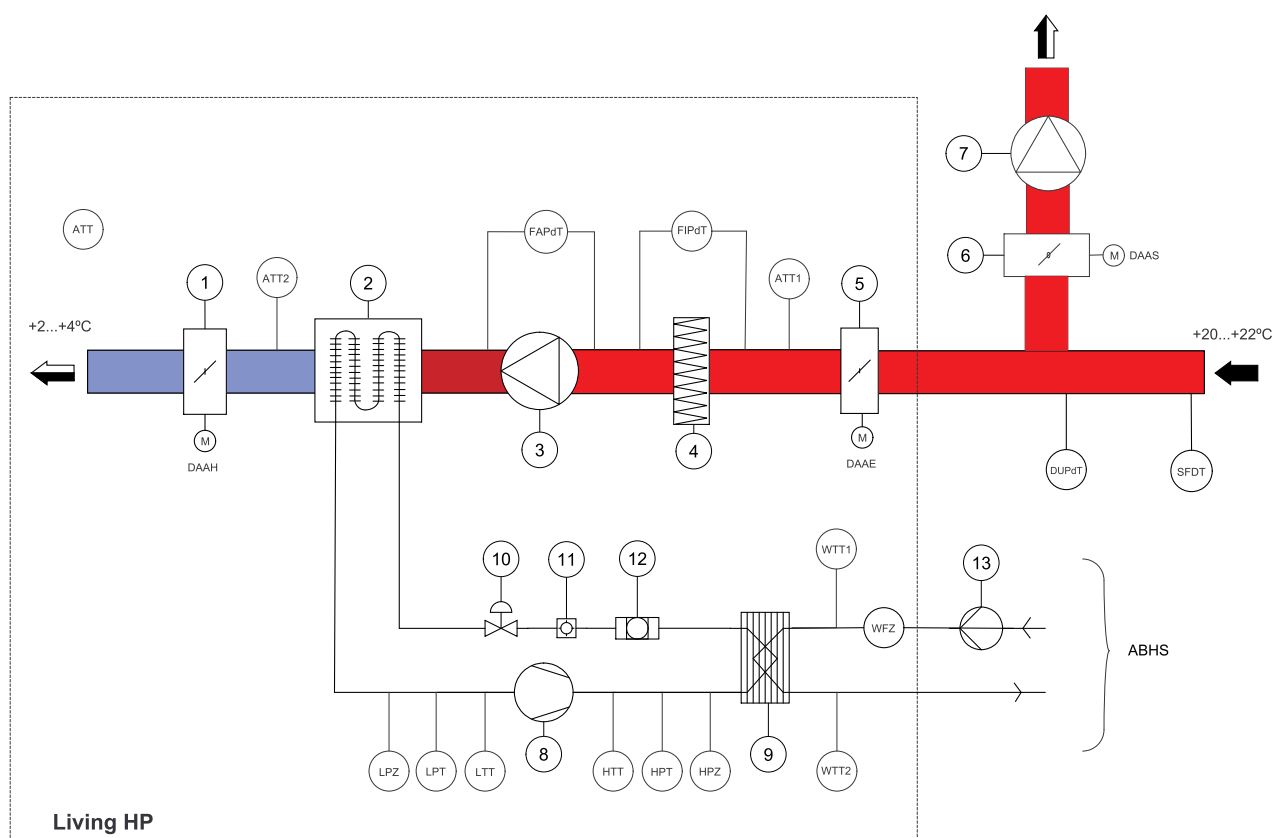 7
ATT
FAPdT
FIPdT
6
M
DAAS
1
ATT2
2
ATT1
5
+2...+4ºC
+20...+22ºC
M
DAAH
3
4
M
DAAE
DUPdT
SFDT
10
11
12
WTT1
13
WFZ
ABHS
LPZ
LPT
LTT
8
HTT
HPT
HPZ
9
WTT2
Living HP